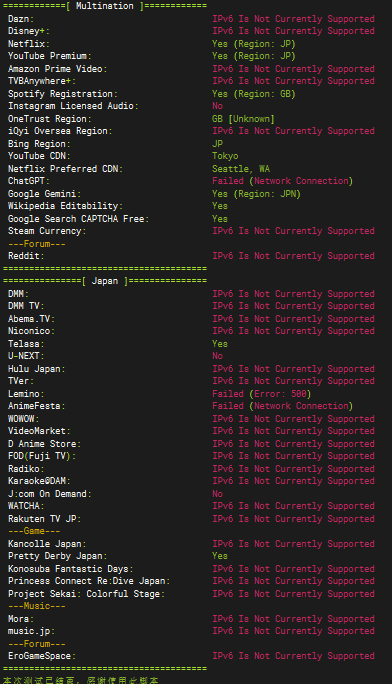 ============[ Multination ]============
Dazn: IPv6 Is Not Currently Supported
Disney+: IPv6 Is Not Currently Supported
Netflix: Yes (Region: JP)
YouTube Premium: Yes (Region: JP)
Amazon Prime Video: IPv6 Is Not Currently Supported
TVBAnywhere+: IPv6 Is Not Currently Supported
Spotify Registration: Yes (Region: GB)
Instagram Licensed Audio: No
OneTrust Region: GB [Unknown]
iQyi Oversea Region: IPv6 Is Not Currently Supported
Bing Region: JP
YouTube CDN: Tokyo
Netflix Preferred CDN: Seattle, WA
ChatGPT: Failed (Network Connection)
Google Gemini: Yes (Region: JPN)
Wikipedia Editability: Yes
Google Search CAPTCHA Free: Yes
Steam Currency: IPv6 Is Not Currently Supported
---Forum---
Reddit: IPv6 Is Not Currently Supported
=======================================
===============[ Japan ]===============
DMM: IPv6 Is Not Currently Supported
DMM TV: IPv6 Is Not Currently Supported
Abema.TV: IPv6 Is Not Currently Supported
Niconico: IPv6 Is Not Currently Supported
Telasa: Yes
U-NEXT: No
Hulu Japan: IPv6 Is Not Currently Supported
TVer: IPv6 Is Not Currently Supported
Lemino: Failed (Error: 500)
AnimeFesta: Failed (Network Connection)
WOWOW: IPv6 Is Not Currently Supported
VideoMarket: IPv6 Is Not Currently Supported
D Anime Store: IPv6 Is Not Currently Supported
FOD(Fuji TV): IPv6 Is Not Currently Supported
Radiko: IPv6 Is Not Currently Supported
Karaoke@DAM: IPv6 Is Not Currently Supported
J:com On Demand: No
WATCHA: IPv6 Is Not Currently Supported
Rakuten TV JP: IPv6 Is Not Currently Supported
---Game---
Kancolle Japan: IPv6 Is Not Currently Supported
Pretty Derby Japan: Yes
Konosuba Fantastic Days: IPv6 Is Not Currently Supported
Princess Connect Re:Dive Japan: IPv6 Is Not Currently Supported
Project Sekai: Colorful Stage: IPv6 Is Not Currently Supported
---Music---
Mora: IPv6 Is Not Currently Supported
music.jp: IPv6 Is Not Currently Supported
---Forum---
EroGameSpace: IPv6 Is Not Currently Supported
=======================================
本次测试已结束，感谢使用此脚本